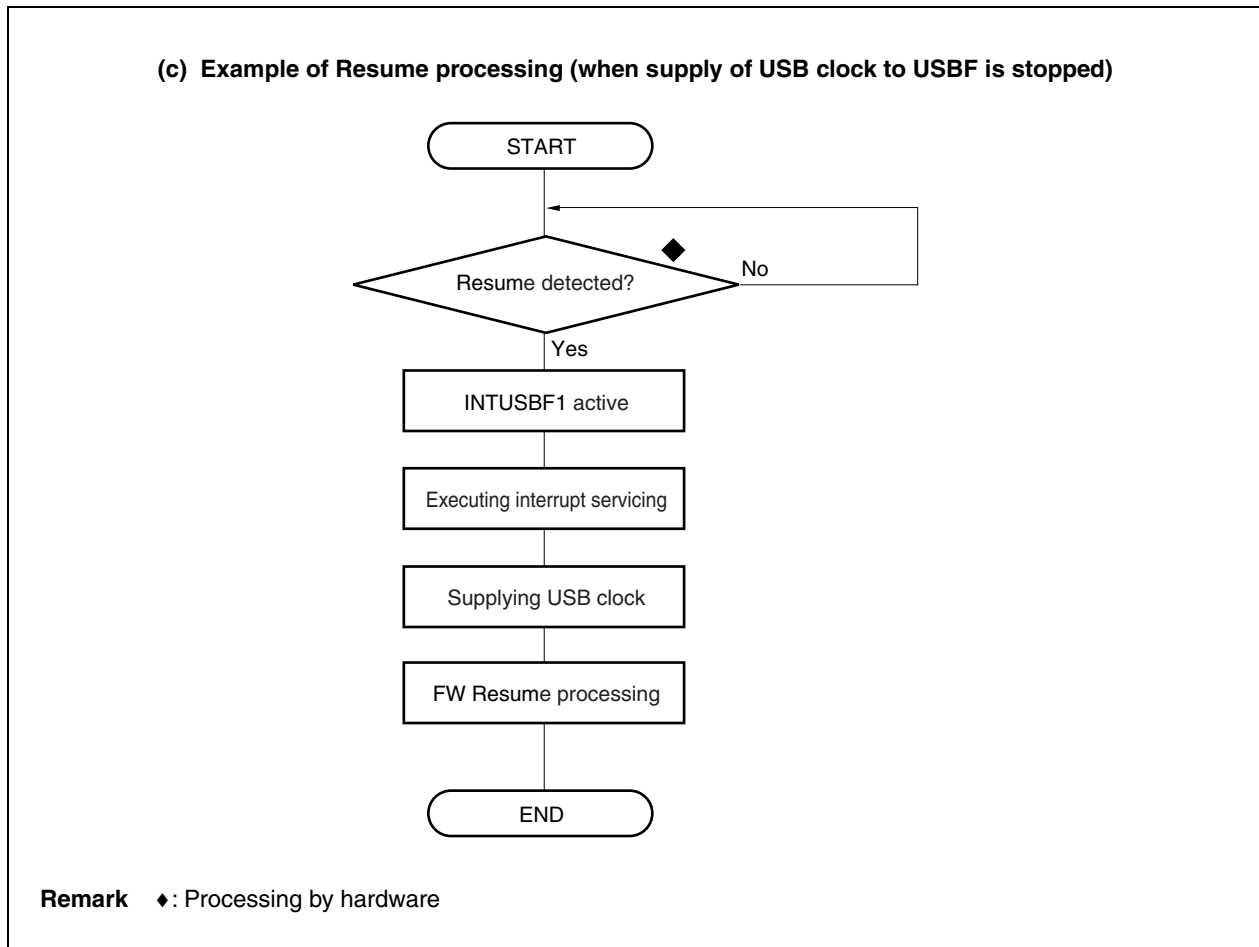 (c) Example of Resume processing (when supply of USB clock to USBF is stopped)
START
Resume detected?
No
Yes
INTUSBF1 active
Executing interrupt servicing
Supplying USB clock
FW Resume processing
END
Remark ♦: Processing by hardware